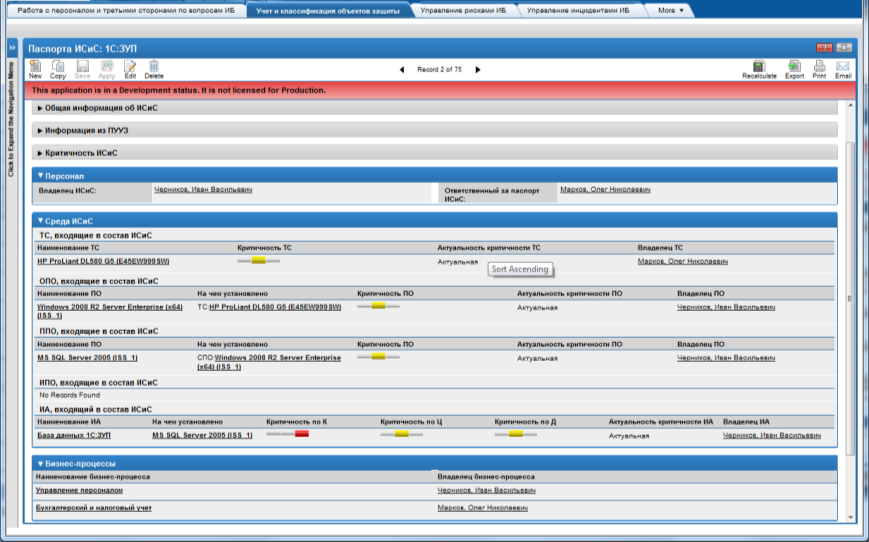 Работа с персоналом и третьими сторонами по вопросам ИБ
Учет и классификация объектов защиты
Управление рисками ИБ
Управление инцидентами ИБ
More ▼
Click to Expand the Navigation Menu
Паспорта ИСиС: 1С:ЗУП
New Copy Save Apply Edit Delete
Record 2 of 75
Recalculate Export Print Email
This application is in a Development status. It is not licensed for Production.
Общая информация об ИСиС
Информация из ПУУЗ
Критичность ИСиС
Персонал
Владелец ИСиС: Черников, Иван Васильевич Ответственный за паспорт ИСиС: Марков, Олег Николаевич
Среда ИСиС
ТС, входящие в состав ИСиС
Наименование ТС Критичность ТС Актуальность критичности ТС Владелец ТС
HP ProLiant DL580 G5 (E45EW999SW) Актуальная Марков, Олег Николаевич
Sort Ascending
ОПО, входящие в состав ИСиС
Наименование ПО На чем установлено Критичность ПО Актуальность критичности ПО Владелец ПО
Windows 2008 R2 Server Enterprise (x64) (ISS_1) ТС:HP ProLiant DL580 G5 (E45EW999SW) Актуальная Черников, Иван Васильевич
ППО, входящие в состав ИСиС
Наименование ПО На чем установлено Критичность ПО Актуальность критичности ПО Владелец ПО
MS SQL Server 2005 (ISS_1) СПО:Windows 2008 R2 Server Enterprise (x64) (ISS_1) Актуальная Черников, Иван Васильевич
ИПО, входящие в состав ИСиС
No Records Found
ИА, входящий в состав ИСиС
Наименование ИА На чем установлено Критичность по К Критичность по Ц Критичность по Д Актуальность критичности ИА Владелец ИА
База данных 1С:ЗУП MS SQL Server 2005 (ISS_1) Актуальная Черников, Иван Васильевич
Бизнес-процессы
Наименование бизнес-процесса Владелец бизнес-процесса
Управление персоналом Черников, Иван Васильевич
Бухгалтерский и налоговый учет Марков, Олег Николаевич